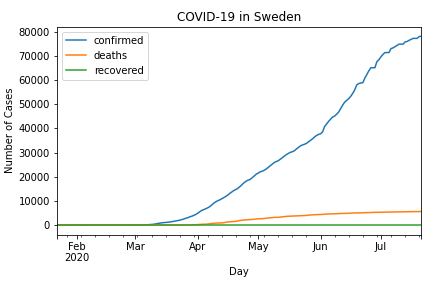 COVID-19 in Sweden
confirmed
deaths
recovered
Number of Cases
80000
70000
60000
50000
40000
30000
20000
10000
0
Feb Mar Apr May Jun Jul
2020
Day